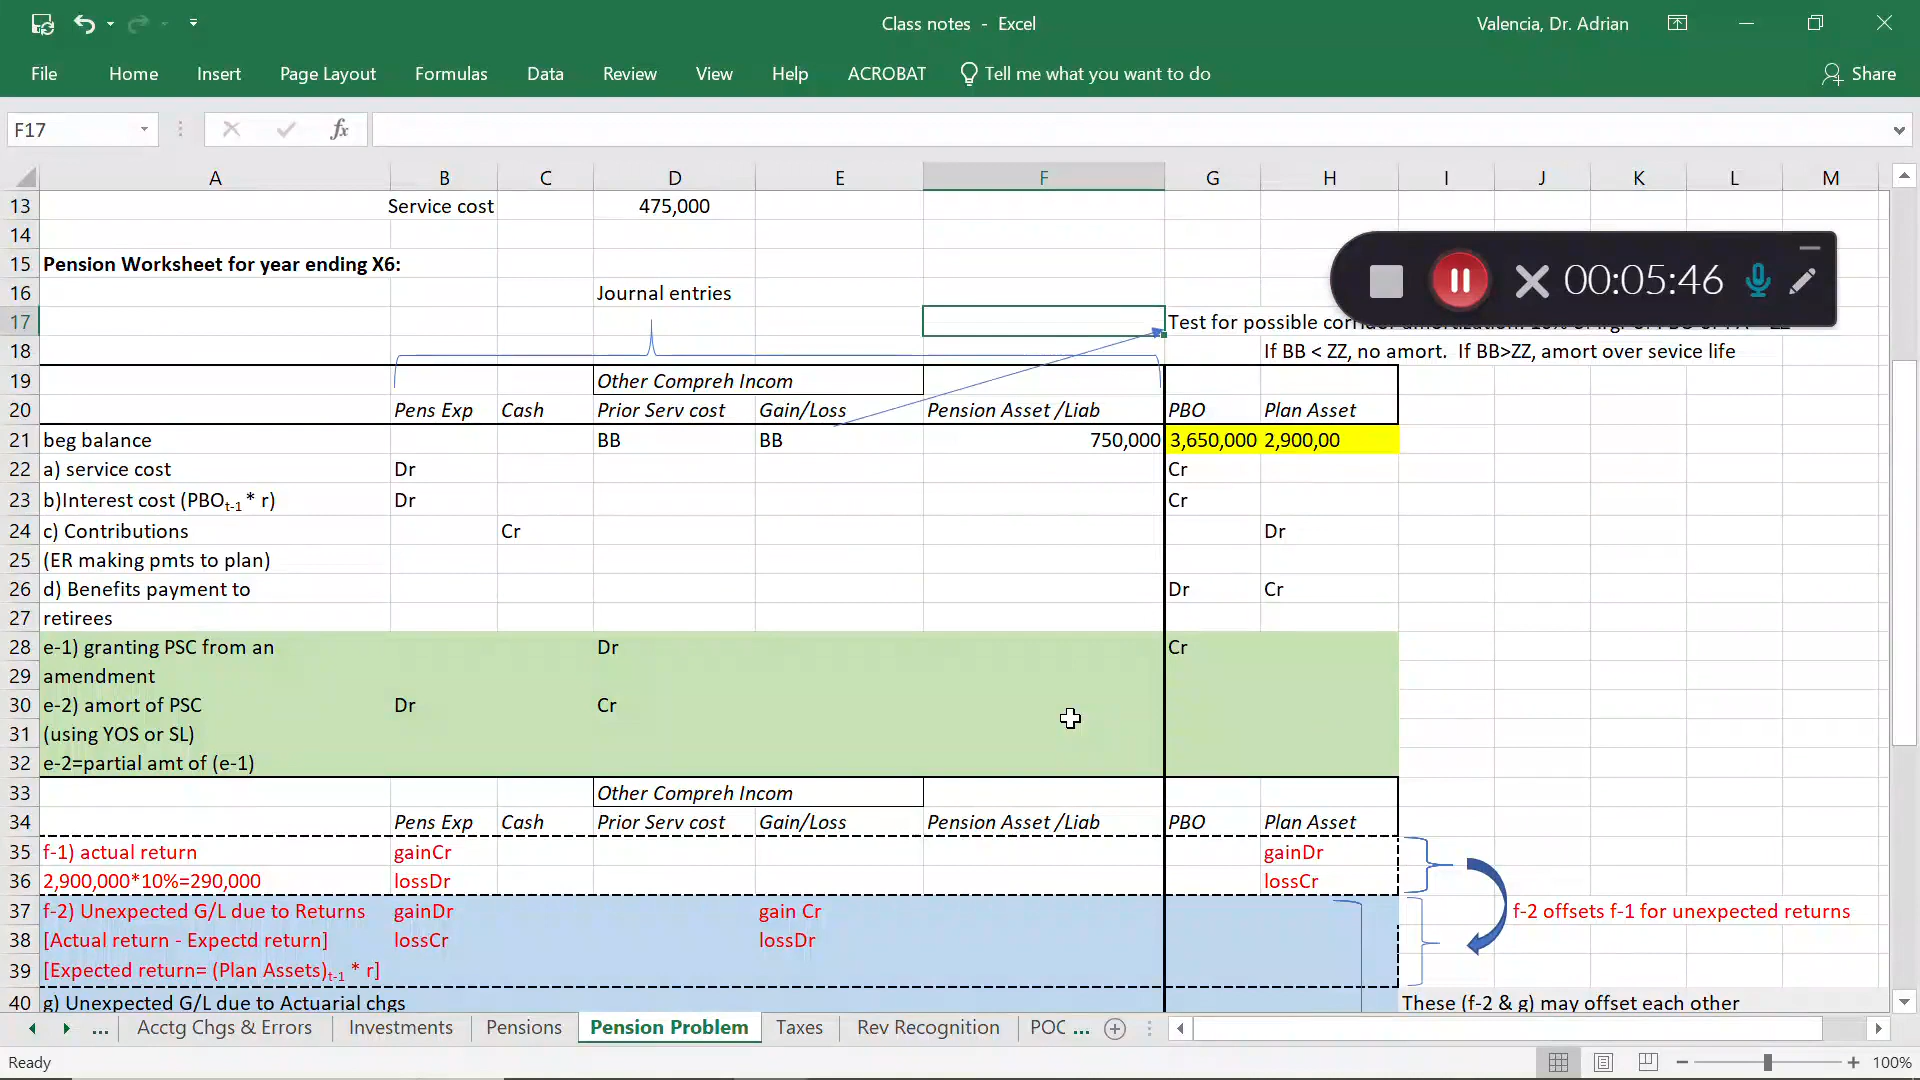 Class notes - Excel
Valencia, Dr. Adrian
File Home Insert Page Layout Formulas Data Review View Help ACROBAT Tell me what you want to do Share
F17 fx
A B C D E F G H I J K L M
13 Service cost 475,000
14
15 Pension Worksheet for year ending X6:
00:05:46
16 Journal entries
17 Test for possible
18 If BB < ZZ, no amort. If BB>ZZ, amort over sevice life
19 Other Compreh Incom
20 Pens Exp Cash Prior Serv cost Gain/Loss Pension Asset /Liab PBO Plan Asset
21 beg balance BB BB 750,000 3,650,000 2,900,00
22 a) service cost Dr Cr
23 b)Interest cost (PBOt-1 * r) Dr Cr
24 c) Contributions Cr Dr
25 (ER making pmts to plan)
26 d) Benefits payment to Dr Cr
27 retirees
28 e-1) granting PSC from an Dr Cr
29 amendment
30 e-2) amort of PSC Dr Cr
31 (using YOS or SL)
32 e-2=partial amt of (e-1)
33 Other Compreh Incom
34 Pens Exp Cash Prior Serv cost Gain/Loss Pension Asset /Liab PBO Plan Asset
35 f-1) actual return gainCr gainDr
36 2,900,000*10%=290,000 lossDr lossCr
37 f-2) Unexpected G/L due to Returns gainDr gain Cr f-2 offsets f-1 for unexpected returns
38 [Actual return - Expectd return] lossCr lossDr
39 [Expected return= (Plan Assets)t-1 * r]
40 g) Unexpected G/L due to Actuarial chgs These (f-2 & g) may offset each other
... Acctg Chgs & Errors Investments Pensions Pension Problem Taxes Rev Recognition POC ...
Ready 100%